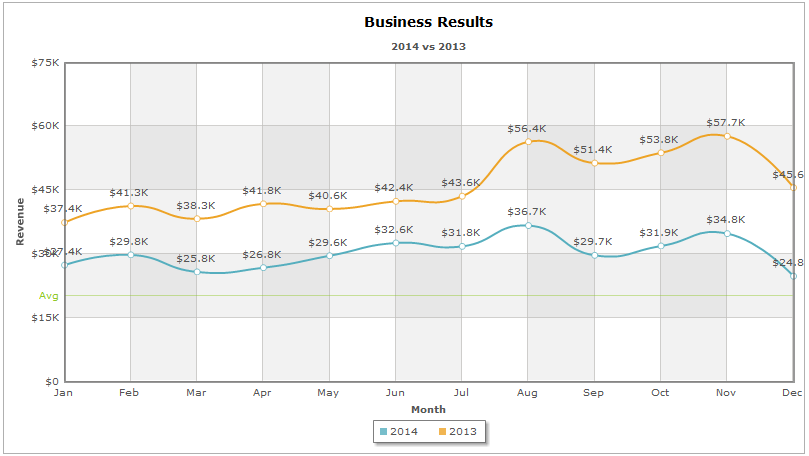 Business Results
2014 vs 2013
$75K
$60K
$45K
$30K
Avg
$15K
$0
Revenue
$37.4K
$41.3K
$38.3K
$41.8K
$40.6K
$42.4K
$43.6K
$56.4K
$51.4K
$53.8K
$57.7K
$45.6
$27.4K
$29.8K
$25.8K
$26.8K
$29.6K
$32.6K
$31.8K
$36.7K
$29.7K
$31.9K
$34.8K
$24.8
Jan Feb Mar Apr May Jun Jul Aug Sep Oct Nov Dec
Month
2014 2013